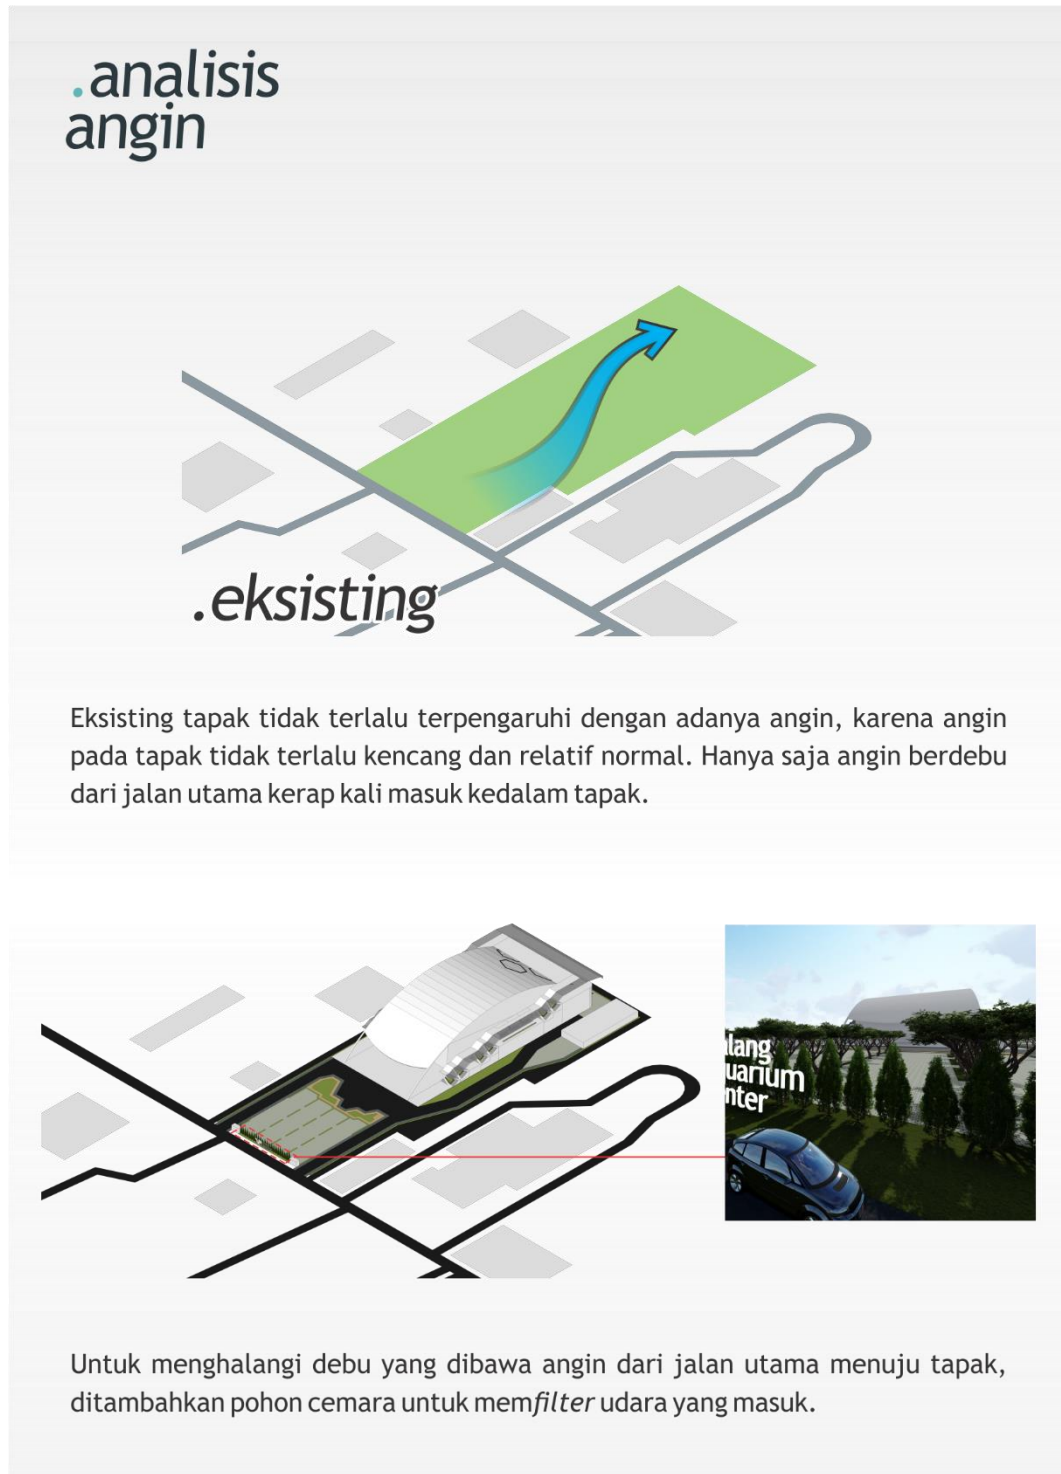 .analisis
angin
.eksisting
Eksisting tapak tidak terlalu terpengaruhi dengan adanya angin, karena angin
pada tapak tidak terlalu kencang dan relatif normal. Hanya saja angin berdebu
dari jalan utama kerap kali masuk kedalam tapak.
lang
uarium
nter
Untuk menghalangi debu yang dibawa angin dari jalan utama menuju tapak,
ditambahkan pohon cemara untuk memfilter udara yang masuk.